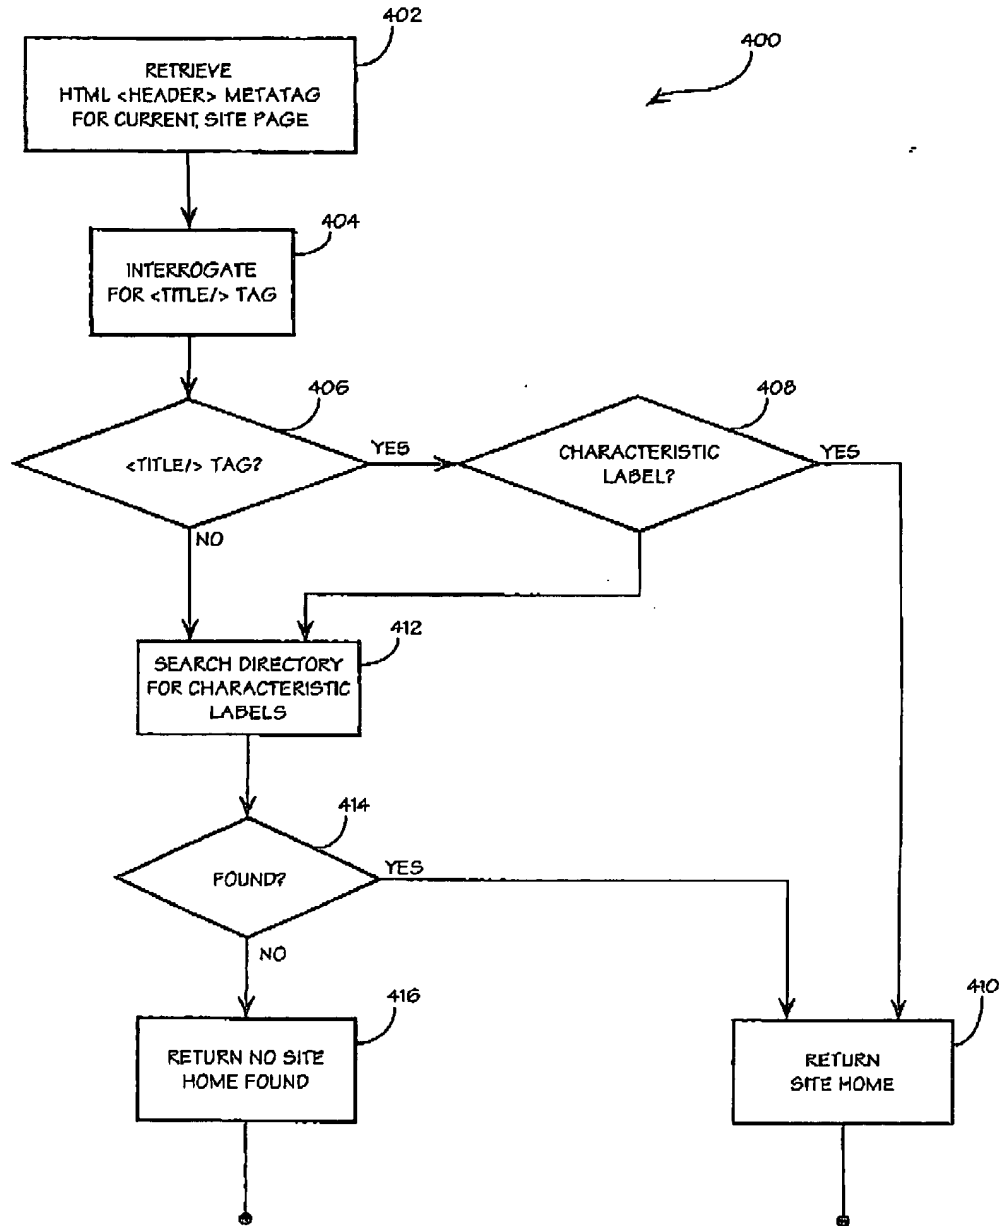 402
400
RETRIEVE
HTML <HEADER> METATAG
FOR CURRENT, SITE PAGE
404
INTERROGATE
FOR <TITLE/> TAG
406
408
<TITLE/> TAG?
YES
CHARACTERISTIC
LABEL?
YES
NO
412
SEARCH DIRECTORY
FOR CHARACTERISTIC
LABELS
414
FOUND?
YES
NO
416
410
RETURN NO SITE
HOME FOUND
RETURN
SITE HOME